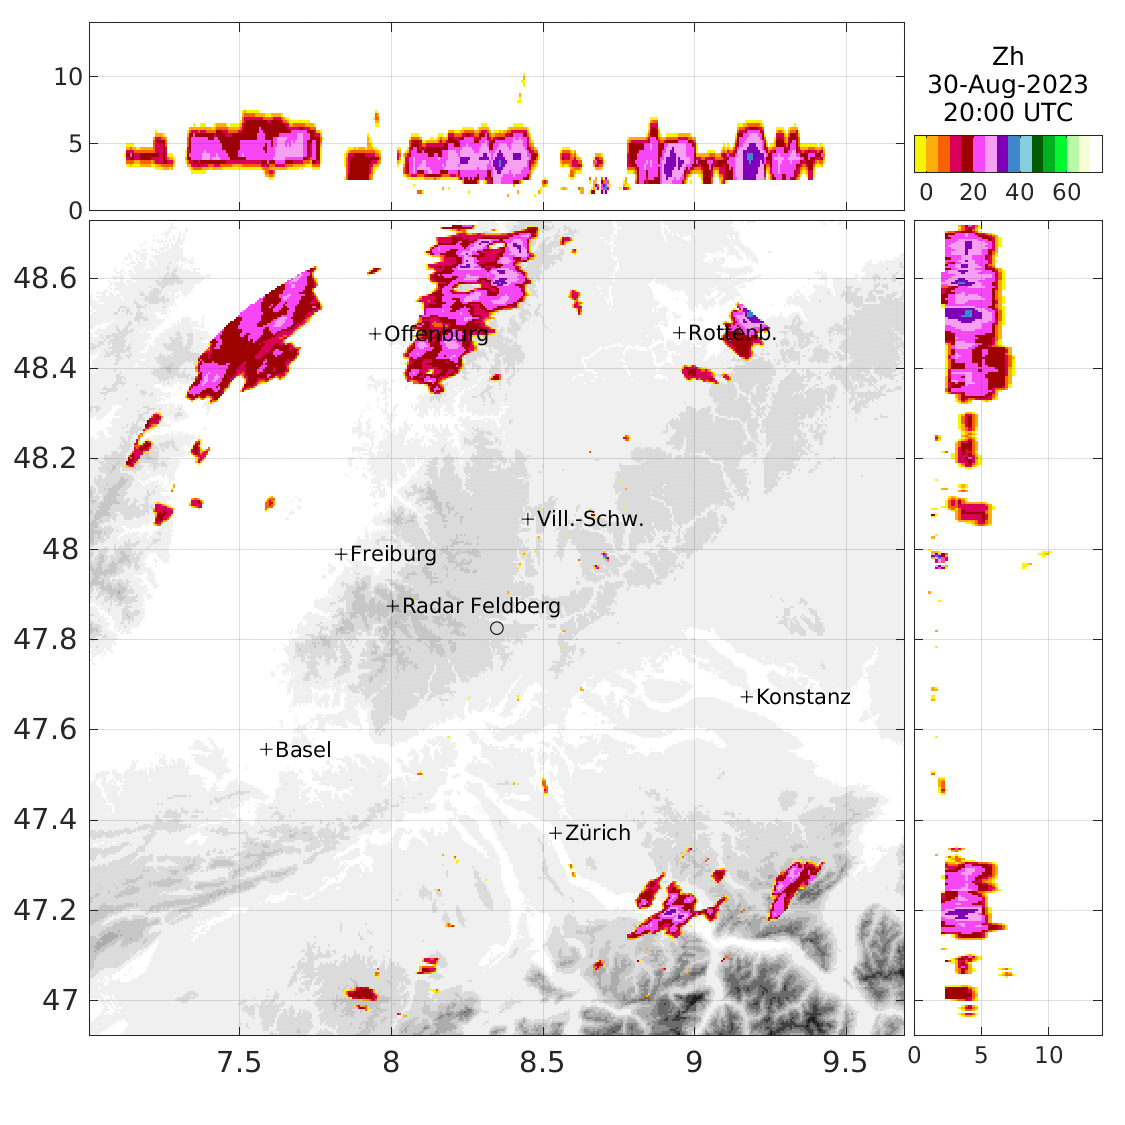 10
5
0
Zh
30-Aug-2023
20:00 UTC
0 20 40 60
48.6
48.4
48.2
48
47.8
47.6
47.4
47.2
47
Offenburg
Rottenb.
Vill.-Schw.
Freiburg
Radar Feldberg
Konstanz
Basel
Zürich
7.5 8 8.5 9 9.5
0 5 10